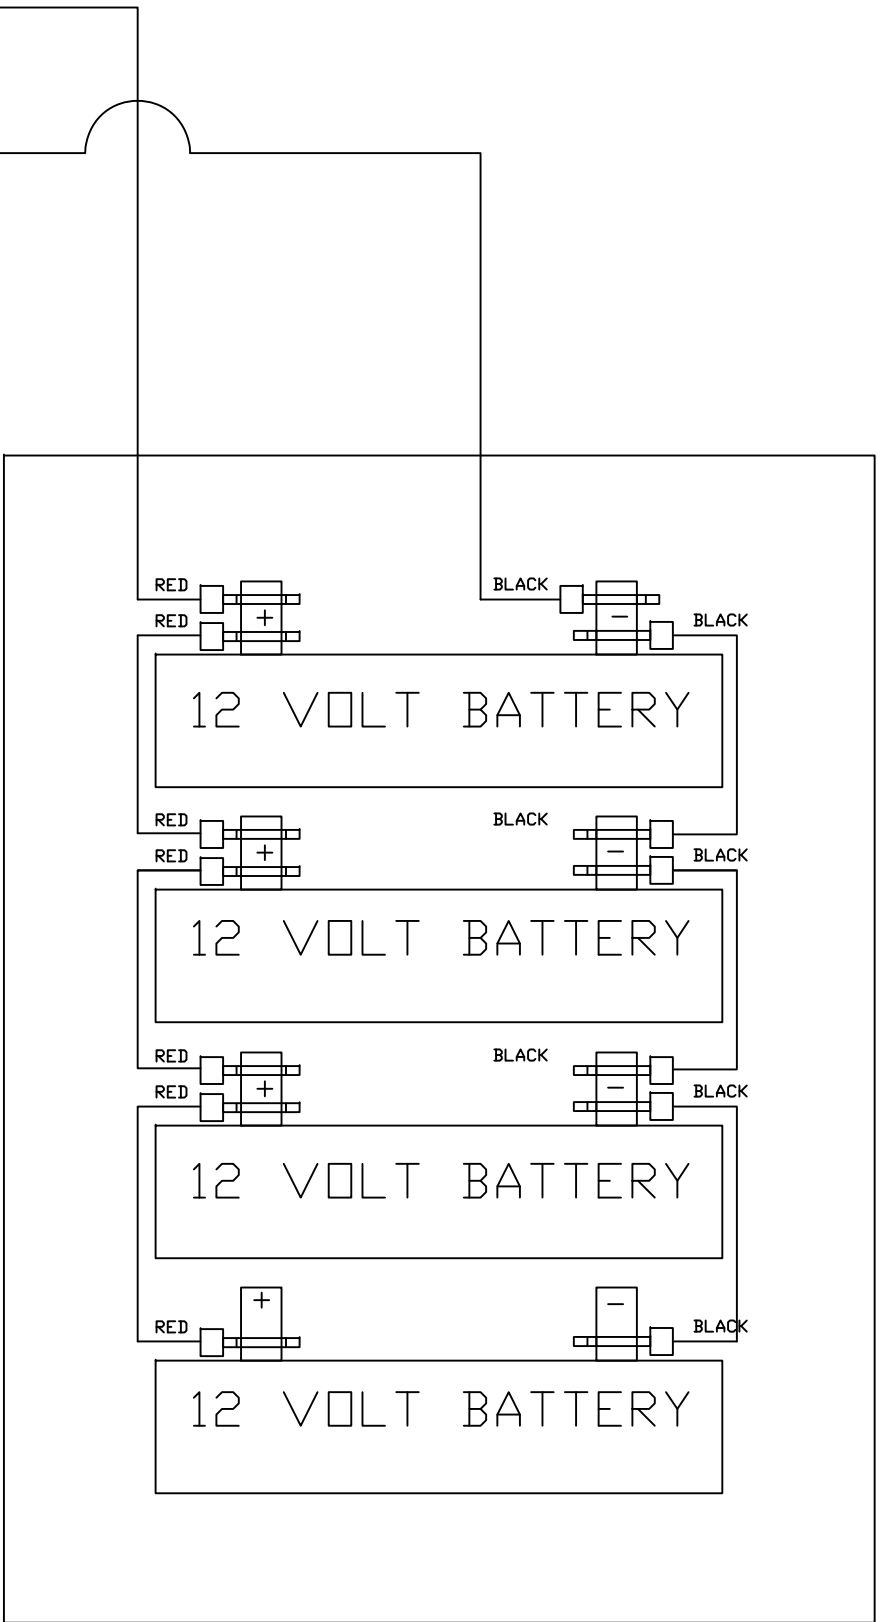 RED BLACK
+
RED − BLACK
12 VOLT BATTERY
RED BLACK
+ −
RED BLACK
12 VOLT BATTERY
RED BLACK
+ −
RED BLACK
12 VOLT BATTERY
+ −
RED BLACK
12 VOLT BATTERY